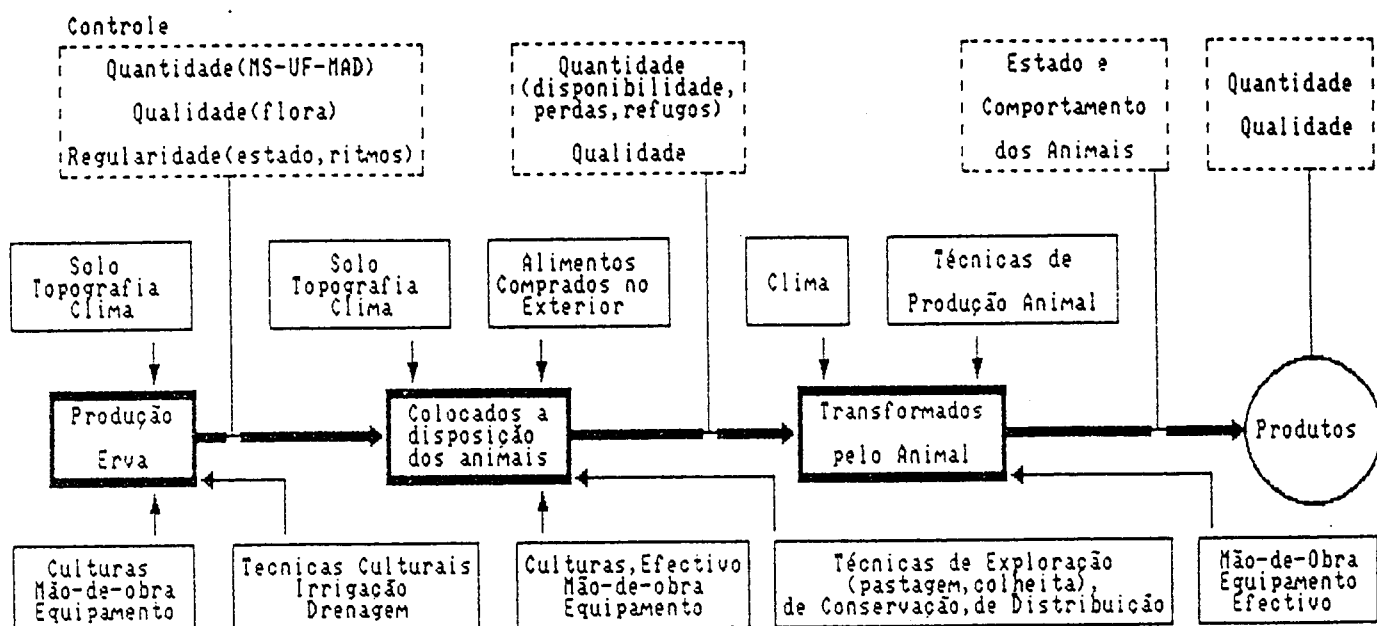 Controle
Quantidade(MS-UF-MAD)
Qualidade(flora)
Regularidade(estado,ritmos)
Quantidade
(disponibilidade,
perdas,refugos)
Qualidade
Estado e
Comportamento
dos Animais
Quantidade
Qualidade
Solo
Topografia
Clima
Solo
Topografia
Clima
Alimentos
Comprados no
Exterior
Clima
Técnicas de
Produção Animal
Produção
Erva
Colocados a
disposição
dos animais
Transformados
pelo Animal
Produtos
Culturas
Mão-de-obra
Equipamento
Tecnicas Culturais
Irrigação
Drenagem
Culturas,Efectivo
Mão-de-obra
Equipamento
Técnicas de Exploração
(pastagem,colheita),
de Conservação,de Distribuição
Mão-de-Obra
Equipamento
Efectivo